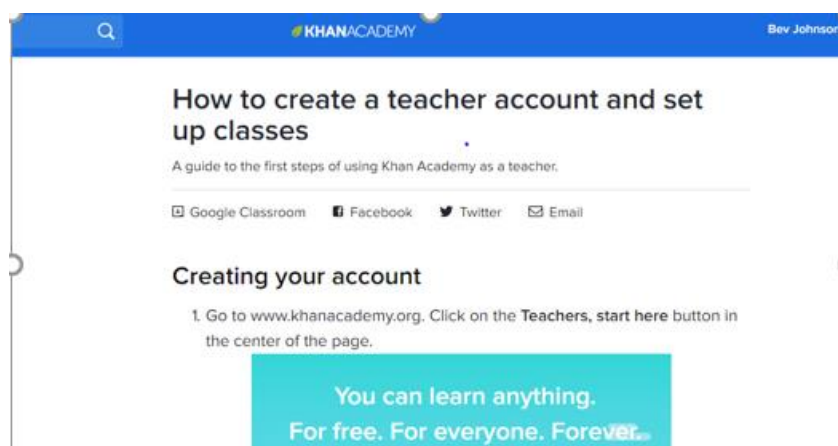 KHANACADEMY
Bev Johnson
How to create a teacher account and set
up classes
A guide to the first steps of using Khan Academy as a teacher.
Google Classroom Facebook Twitter Email
Creating your account
1. Go to www.khanacademy.org. Click on the Teachers, start here button in
the center of the page.
You can learn anything.
For free. For everyone. Forever.